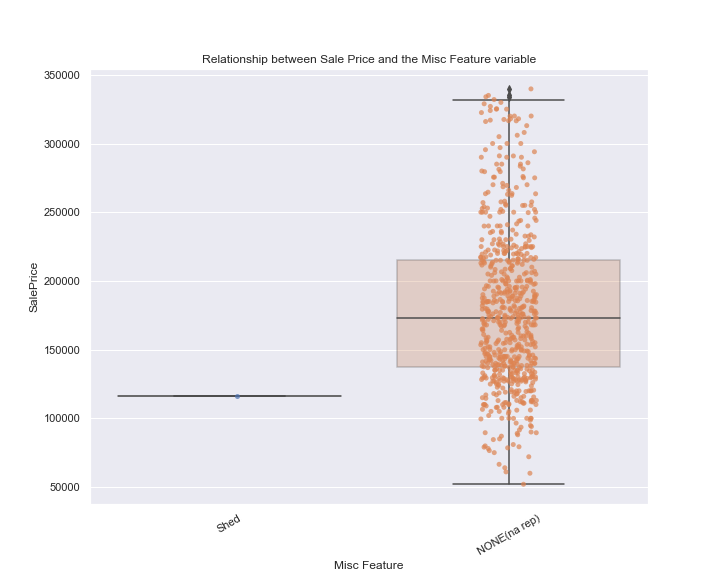 Relationship between Sale Price and the Misc Feature variable
350000
300000
250000
200000
150000
100000
50000
SalePrice
Shed
NONE(na rep)
Misc Feature